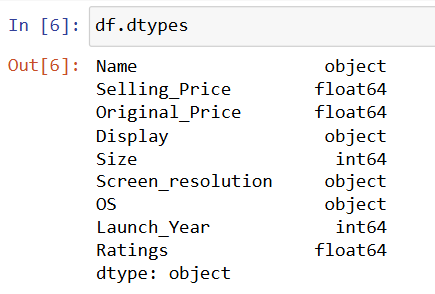 In [6]: df.dtypes
Out[6]: Name object
Selling_Price float64
Original_Price float64
Display object
Size int64
Screen_resolution object
OS object
Launch_Year int64
Ratings float64
dtype: object